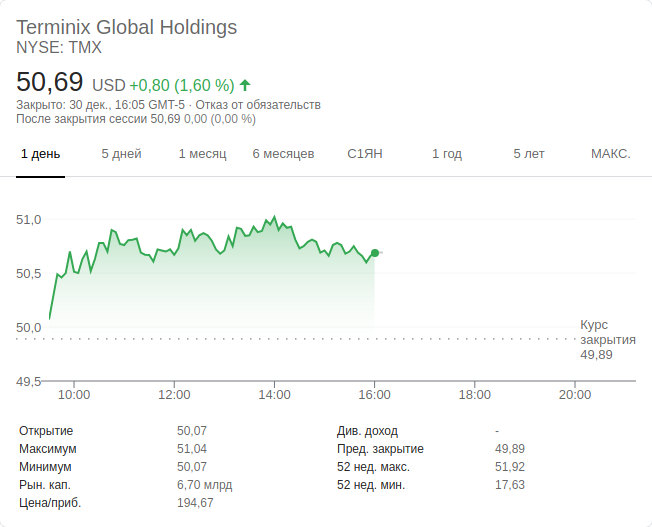 Terminix Global Holdings
NYSE: TMX
50,69 USD +0,80 (1,60 %)
Закрыто: 30 дек., 16:05 GMT-5 · Отказ от обязательств
После закрытия сессии 50,69 0,00 (0,00 %)
1 день 5 дней 1 месяц 6 месяцев С1ЯН 1 год 5 лет МАКС.
51,0
50,5
50,0
Курс
закрытия
49,89
49,5
10:00 12:00 14:00 16:00 18:00 20:00
Открытие 50,07 Див. доход -
Максимум 51,04 Пред. закрытие 49,89
Минимум 50,07 52 нед. макс. 51,92
Рын. кап. 6,70 млрд 52 нед. мин. 17,63
Цена/приб. 194,67